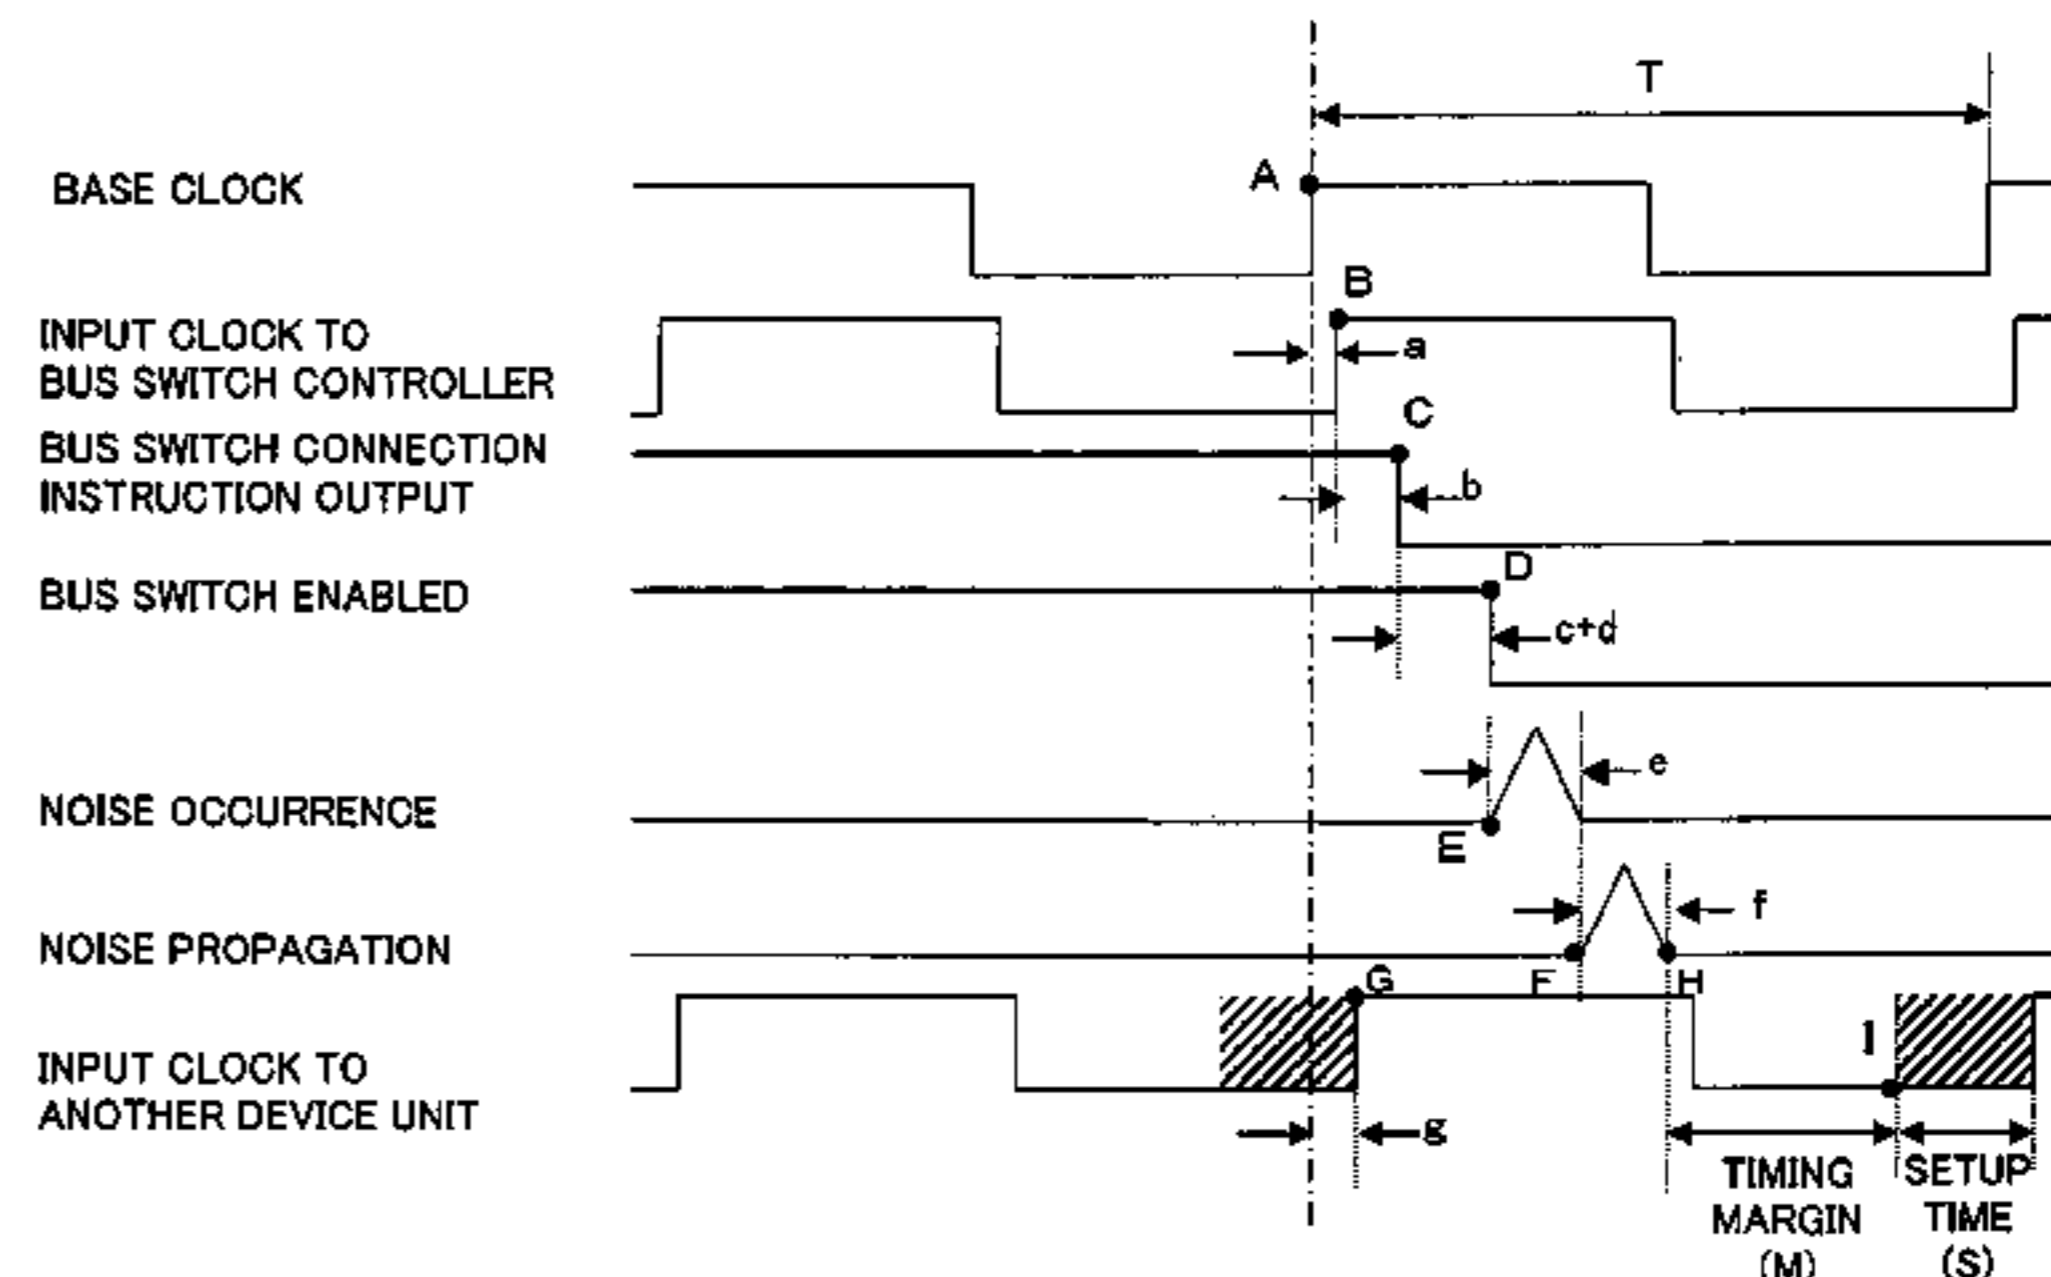 T
BASE CLOCK
A
B
INPUT CLOCK TO
BUS SWITCH CONTROLLER
a
C
BUS SWITCH CONNECTION
INSTRUCTION OUTPUT
b
D
BUS SWITCH ENABLED
c+d
e
NOISE OCCURRENCE
E
f
NOISE PROPAGATION
F
H
G
I
INPUT CLOCK TO
ANOTHER DEVICE UNIT
g
TIMING
MARGIN
(M)
SETUP
TIME
(S)